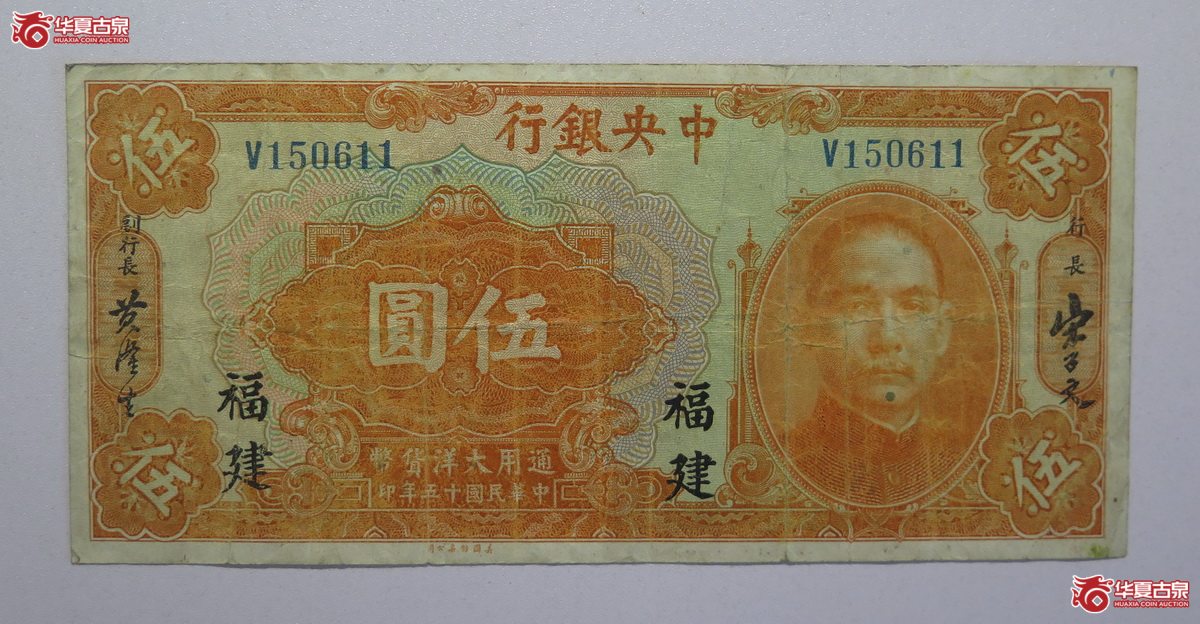 华夏古泉
HUAXIA COIN AUCTION
中央銀行
V150611
V150611
伍
伍
行長
宋子文
副行長
黄隆生
伍圓
福建
福建
通用大洋貨幣
中華民國十五年印
伍
伍
华夏古泉
HUAXIA COIN AUCTION